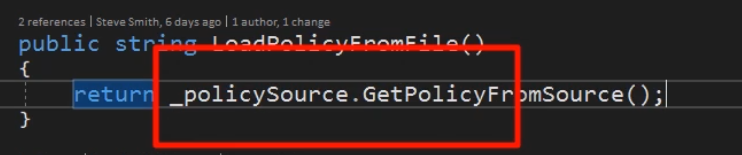 2 references | Steve Smith, 6 days ago | 1 author, 1 change
public string LoadPolicyFromFile()
{
return _policySource.GetPolicyFromSource();
}